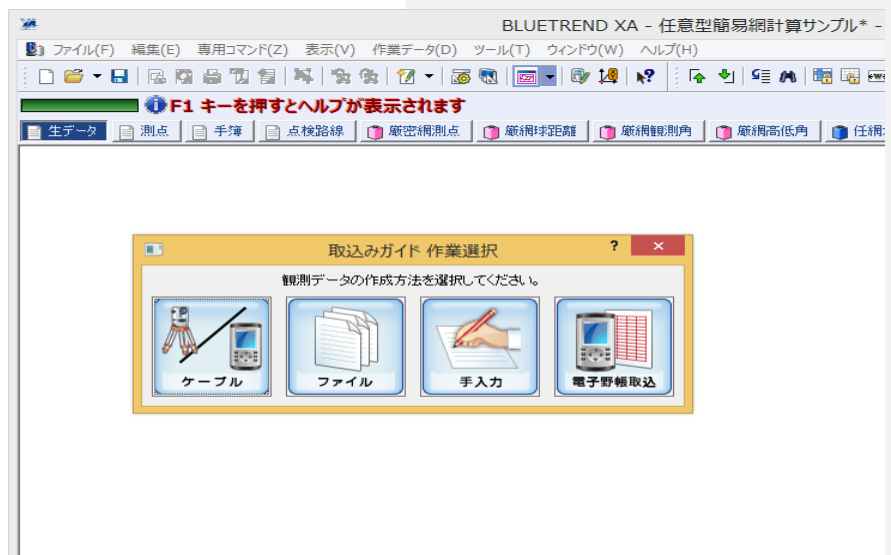 BLUETREND XA - 任意型簡易網計算サンプル* -
ファイル(F) 編集(E) 専用コマンド(Z) 表示(V) 作業データ(D) ツール(T) ウィンドウ(W) ヘルプ(H)
F1 キーを押すとヘルプが表示されます
生データ 測点 手簿 点検路線 厳密網測点 厳網球距離 厳網観測角 厳網高低角 任網
取込みガイド 作業選択 ? ×
観測データの作成方法を選択してください。
ケーブル ファイル 手入力 電子野帳取込